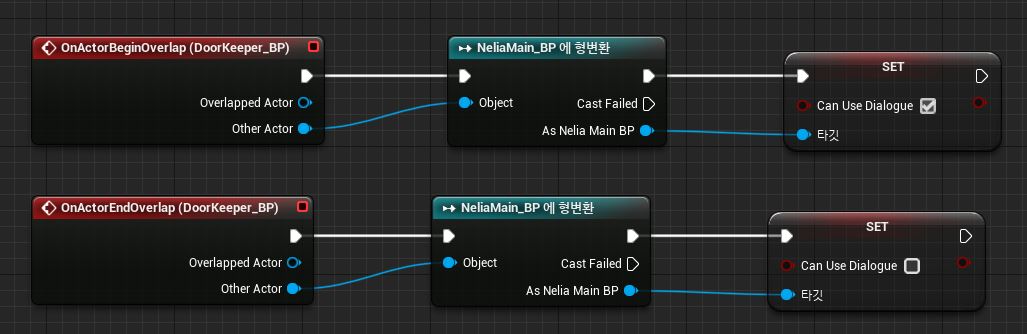 OnActorBeginOverlap (DoorKeeper_BP)
Overlapped Actor
Other Actor
NeliaMain_BP 에 형변환
Object
Cast Failed
As Nelia Main BP
SET
Can Use Dialogue
타깃
OnActorEndOverlap (DoorKeeper_BP)
Overlapped Actor
Other Actor
NeliaMain_BP 에 형변환
Object
Cast Failed
As Nelia Main BP
SET
Can Use Dialogue
타깃